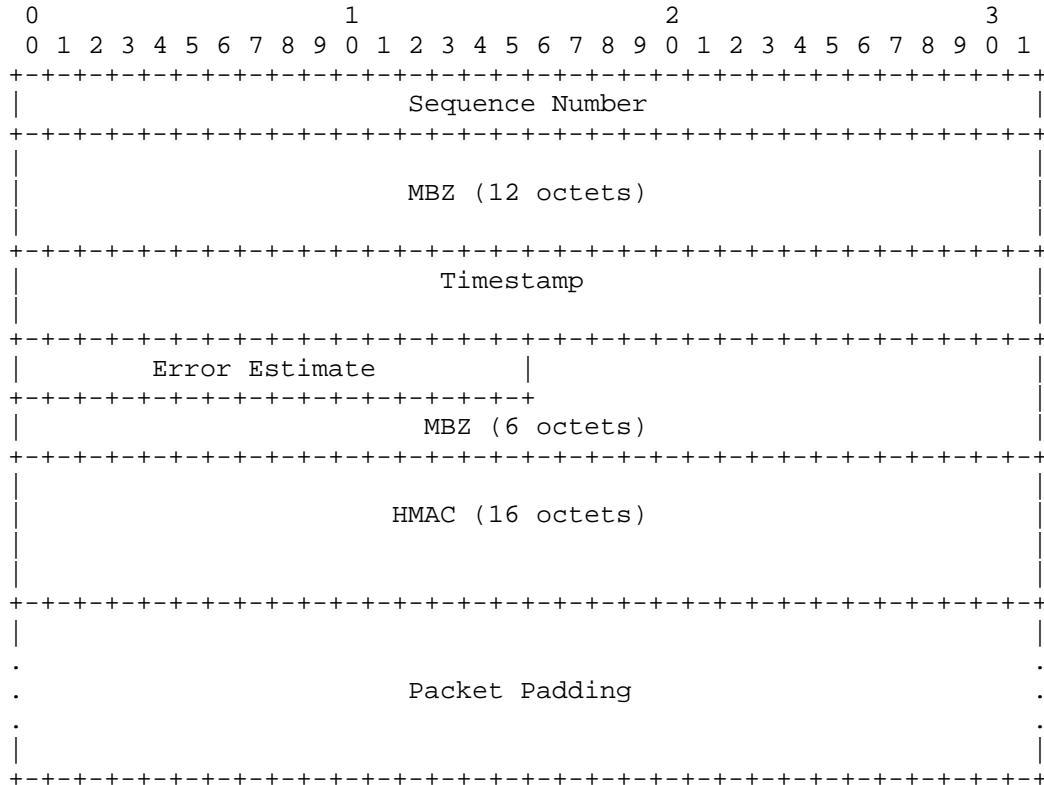 0                   1                   2                   3
 0 1 2 3 4 5 6 7 8 9 0 1 2 3 4 5 6 7 8 9 0 1 2 3 4 5 6 7 8 9 0 1
+-+-+-+-+-+-+-+-+-+-+-+-+-+-+-+-+-+-+-+-+-+-+-+-+-+-+-+-+-+-+-+-+
|                        Sequence Number                        |
+-+-+-+-+-+-+-+-+-+-+-+-+-+-+-+-+-+-+-+-+-+-+-+-+-+-+-+-+-+-+-+-+
|                                                               |
|                        MBZ (12 octets)                        |
|                                                               |
+-+-+-+-+-+-+-+-+-+-+-+-+-+-+-+-+-+-+-+-+-+-+-+-+-+-+-+-+-+-+-+-+
|                          Timestamp                            |
|                                                               |
+-+-+-+-+-+-+-+-+-+-+-+-+-+-+-+-+-+-+-+-+-+-+-+-+-+-+-+-+-+-+-+-+
|        Error Estimate         |                               |
+-+-+-+-+-+-+-+-+-+-+-+-+-+-+-+-+                               |
|                         MBZ (6 octets)                        |
+-+-+-+-+-+-+-+-+-+-+-+-+-+-+-+-+-+-+-+-+-+-+-+-+-+-+-+-+-+-+-+-+
|                                                               |
|                       HMAC (16 octets)                        |
|                                                               |
|                                                               |
+-+-+-+-+-+-+-+-+-+-+-+-+-+-+-+-+-+-+-+-+-+-+-+-+-+-+-+-+-+-+-+-+
|                                                               |
.                                                               .
.                        Packet Padding                         .
.                                                               .
|                                                               |
+-+-+-+-+-+-+-+-+-+-+-+-+-+-+-+-+-+-+-+-+-+-+-+-+-+-+-+-+-+-+-+-+